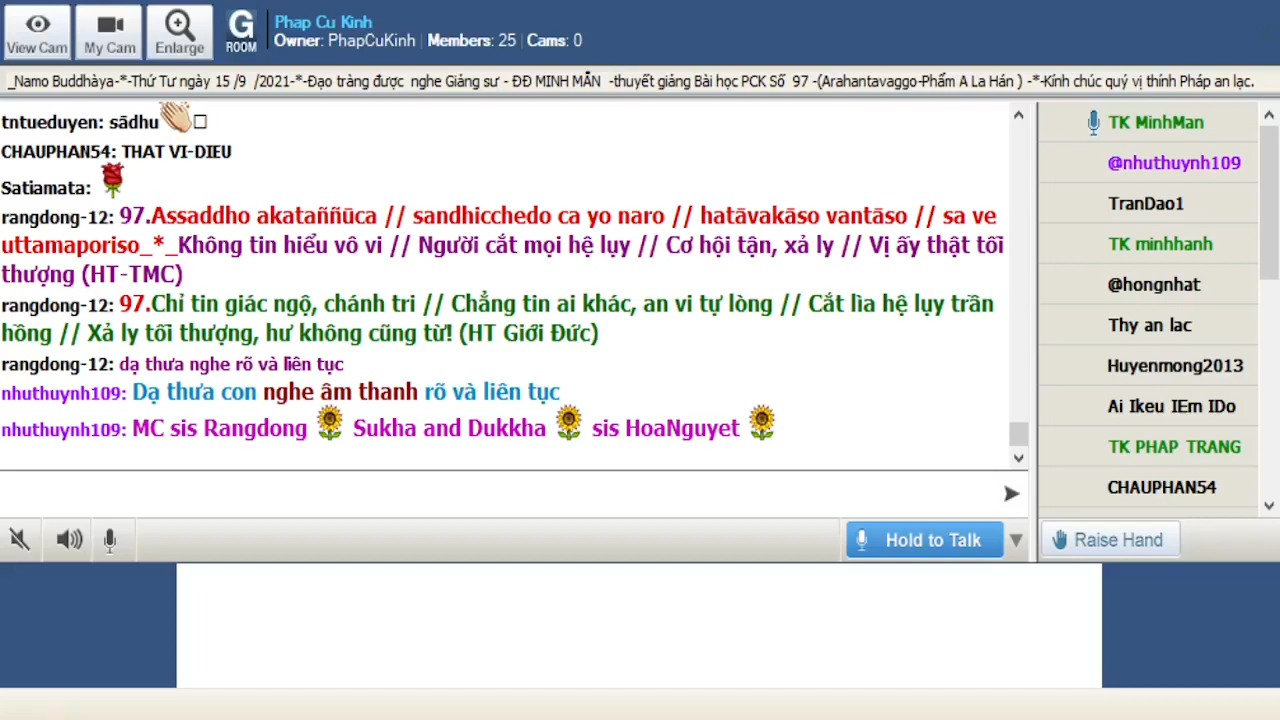 View Cam
My Cam
Enlarge
G
ROOM
Phap Cu Kinh
Owner: PhapCuKinh | Members: 25 | Cams: 0
_Namo Buddhàya-*-Thứ Tư ngày 15 /9 /2021-*-Đạo tràng được nghe Giảng sư - ĐĐ MINH MẪN -thuyết giảng Bài học PCK Số 97 -(Arahantavaggo-Phẩm A La Hán ) -*-Kính chúc quý vị thính Pháp an lạc.
tntueduyen: sādhu
CHAUPHAN54: THAT VI-DIEU
Satiamata:
rangdong-12: 97.Assaddho akataññūca // sandhicchedo ca yo naro // hatāvakāso vantāso // sa ve
uttamaporiso_*_Không tin hiểu vô vi // Người cắt mọi hệ lụy // Cơ hội tận, xả ly // Vị ấy thật tối
thượng (HT-TMC)
rangdong-12: 97.Chỉ tin giác ngộ, chánh tri // Chẳng tin ai khác, an vi tự lòng // Cắt lìa hệ lụy trần
hồng // Xả ly tối thượng, hư không cũng từ! (HT Giới Đức)
rangdong-12: dạ thưa nghe rõ và liên tục
nhuthuynh109: Dạ thưa con nghe âm thanh rõ và liên tục
nhuthuynh109: MC sis Rangdong Sukha and Dukkha sis HoaNguyet
TK MinhMan
@nhuthuynh109
TranDao1
TK minhhanh
@hongnhat
Thy an lac
Huyenmong2013
Ai Ikeu IEm IDo
TK PHAP TRANG
CHAUPHAN54
Hold to Talk
Raise Hand